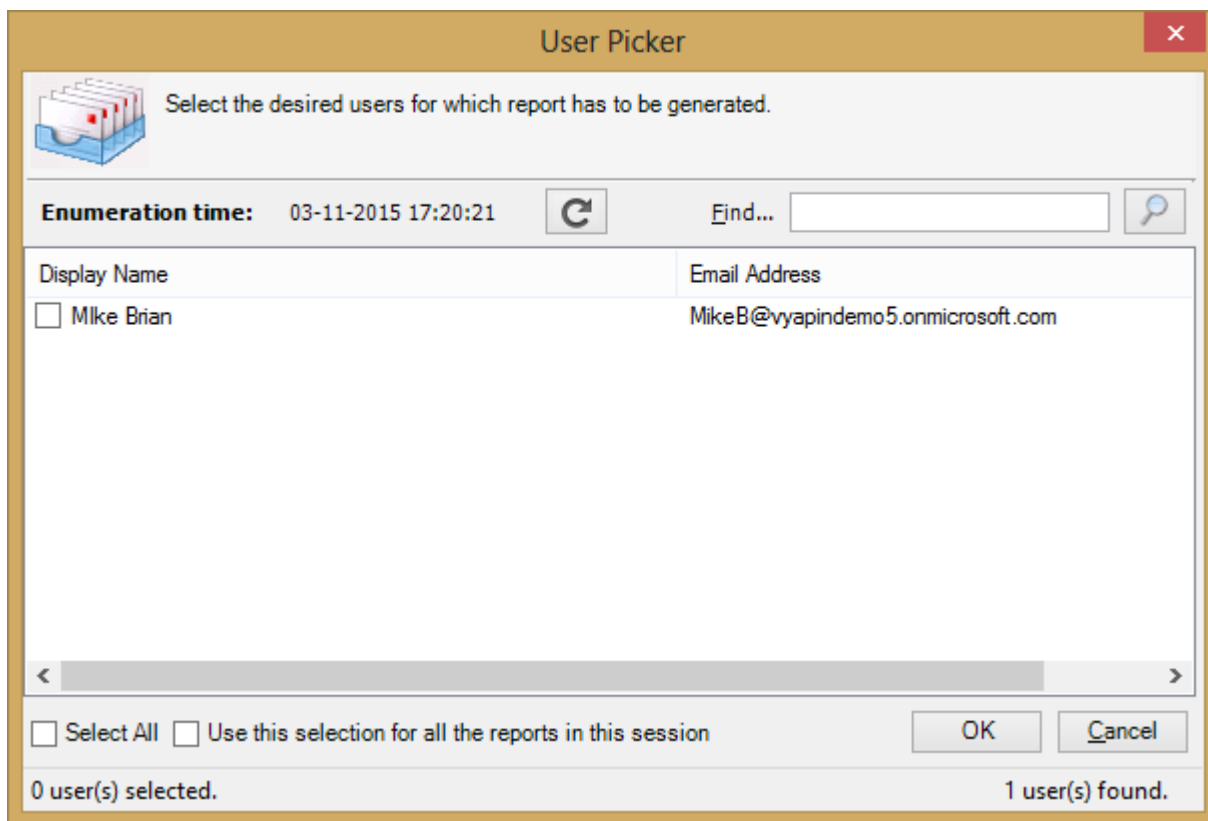 User Picker
Select the desired users for which report has to be generated.
Enumeration time: 03-11-2015 17:20:21 Find...
Display Name Email Address
MIke Brian MikeB@vyapindemo5.onmicrosoft.com
Select All Use this selection for all the reports in this session OK Cancel
0 user(s) selected. 1 user(s) found.